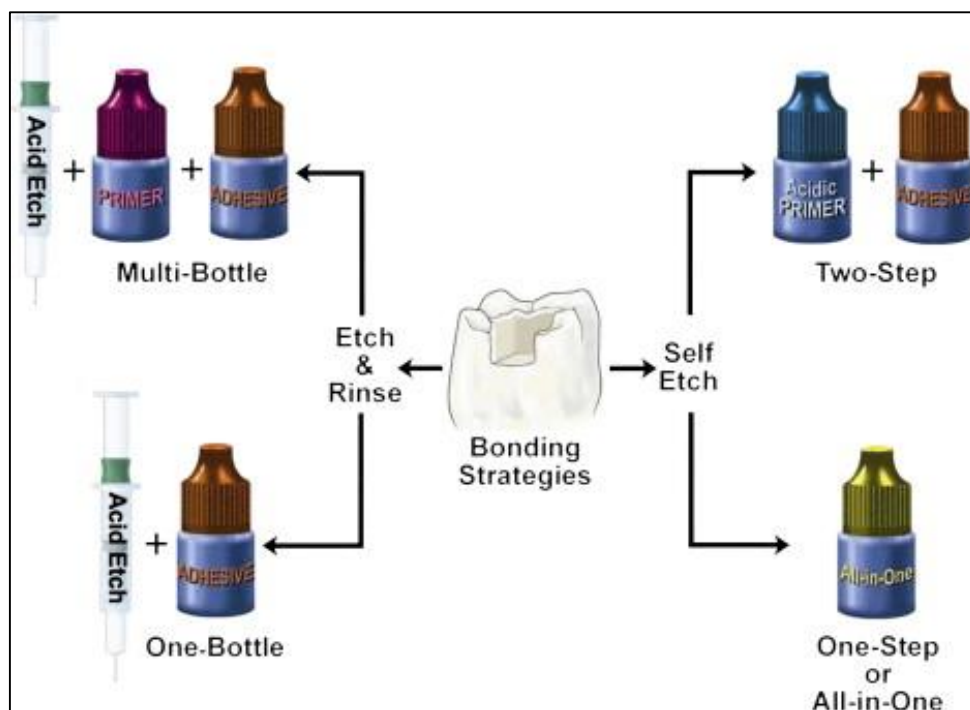 Acid Etch
+
PRIMER
+
ADHESIVE
Multi-Bottle
Acidic
PRIMER
+
ADHESIVE
Two-Step
Etch
&
Rinse
Self
Etch
Bonding
Strategies
Acid Etch
+
ADHESIVE
One-Bottle
All-in-One
One-Step
or
All-in-One